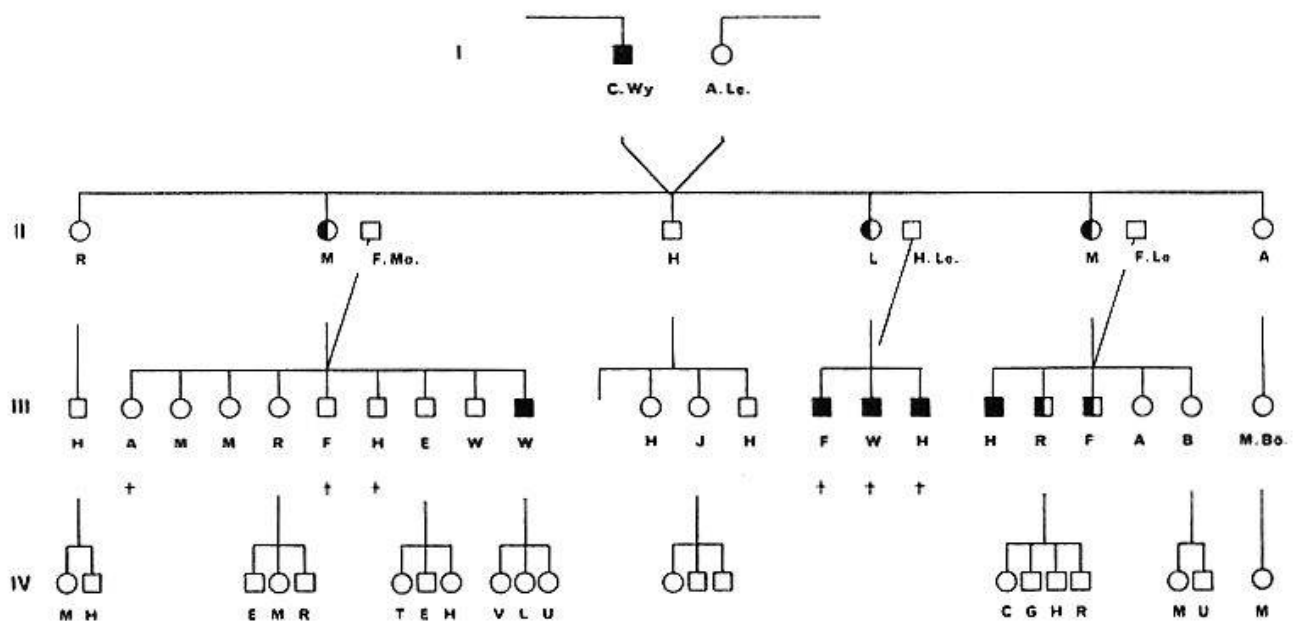 I
C. Wy A. Le.
II
R M F. Mo. H L H. Le. M F. Le A
III
H A M M R F H E W W H J H F W H H R F A B M. Bo.
† † † † † †
IV
M H E M R T E H V L U C G H R M U M